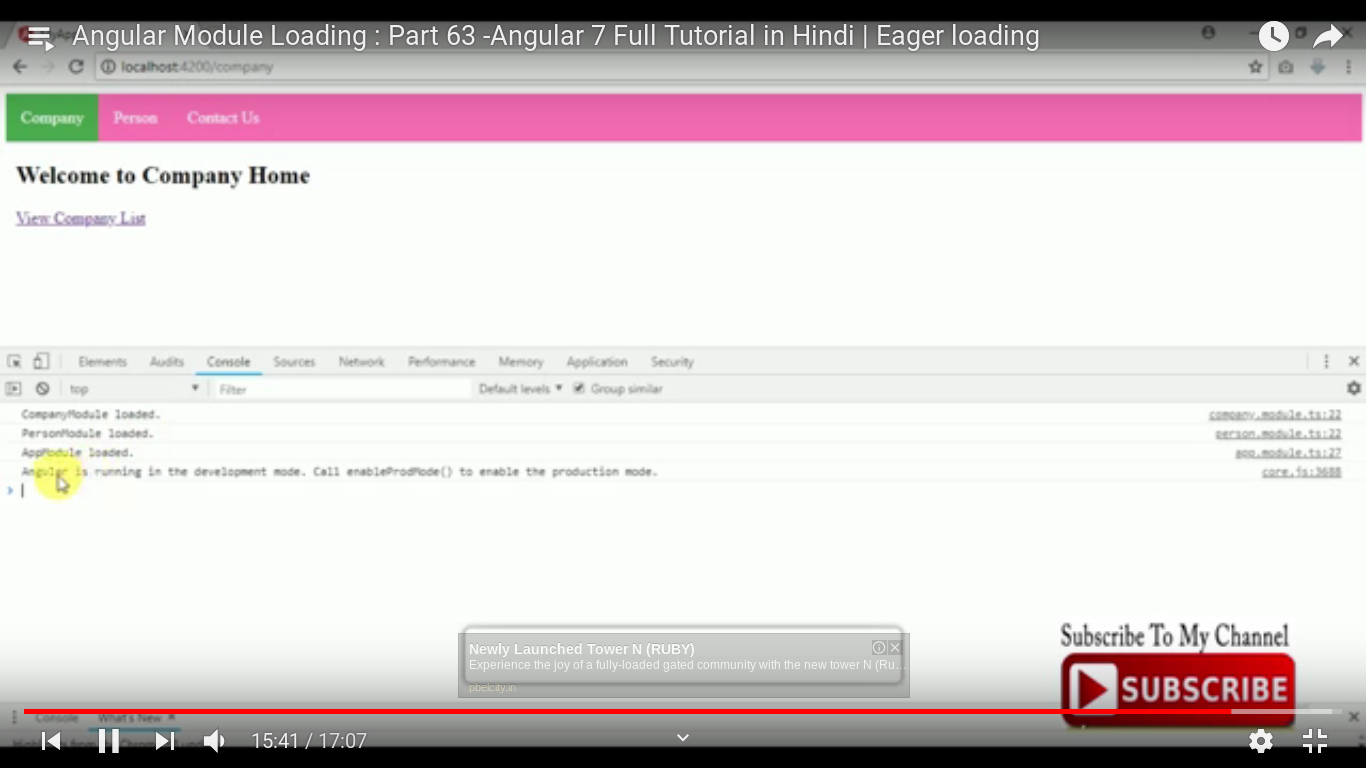 Angular Module Loading : Part 63 -Angular 7 Full Tutorial in Hindi | Eager loading
localhost:4200/company
Company Person Contact Us
Welcome to Company Home
View Company List
Elements Audits Console Sources Network Performance Memory Application Security
top Filter Default levels Group similar
CompanyModule loaded. company.module.ts:22
PersonModule loaded. person.module.ts:22
AppModule loaded. app.module.ts:27
Angular is running in the development mode. Call enableProdMode() to enable the production mode. core.js:3688
Newly Launched Tower N (RUBY)
Experience the joy of a fully-loaded gated community with the new tower N (Ru...
pbelcity.in
Subscribe To My Channel
SUBSCRIBE
Console What's New
15:41 / 17:07